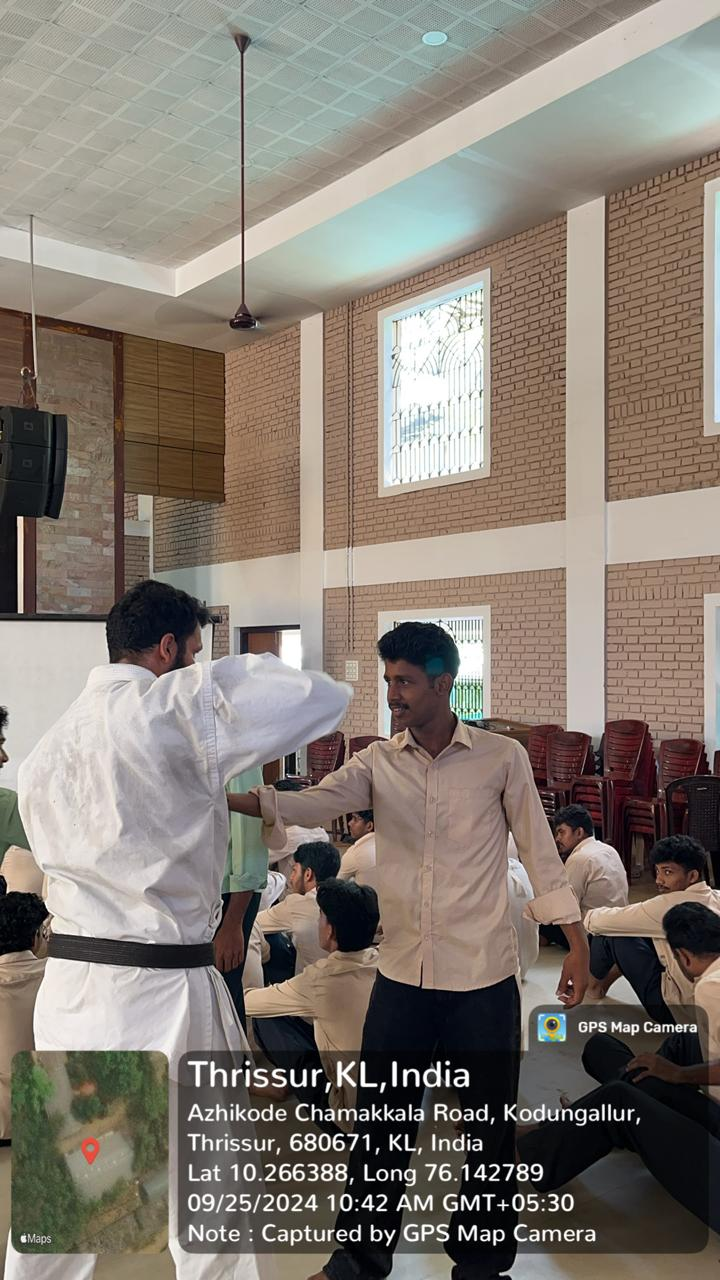 GPS Map Camera
Thrissur,KL,India
Azhikode Chamakkala Road, Kodungallur,
Thrissur, 680671, KL, India
Lat 10.266388, Long 76.142789
09/25/2024 10:42 AM GMT+05:30
Note : Captured by GPS Map Camera
Maps